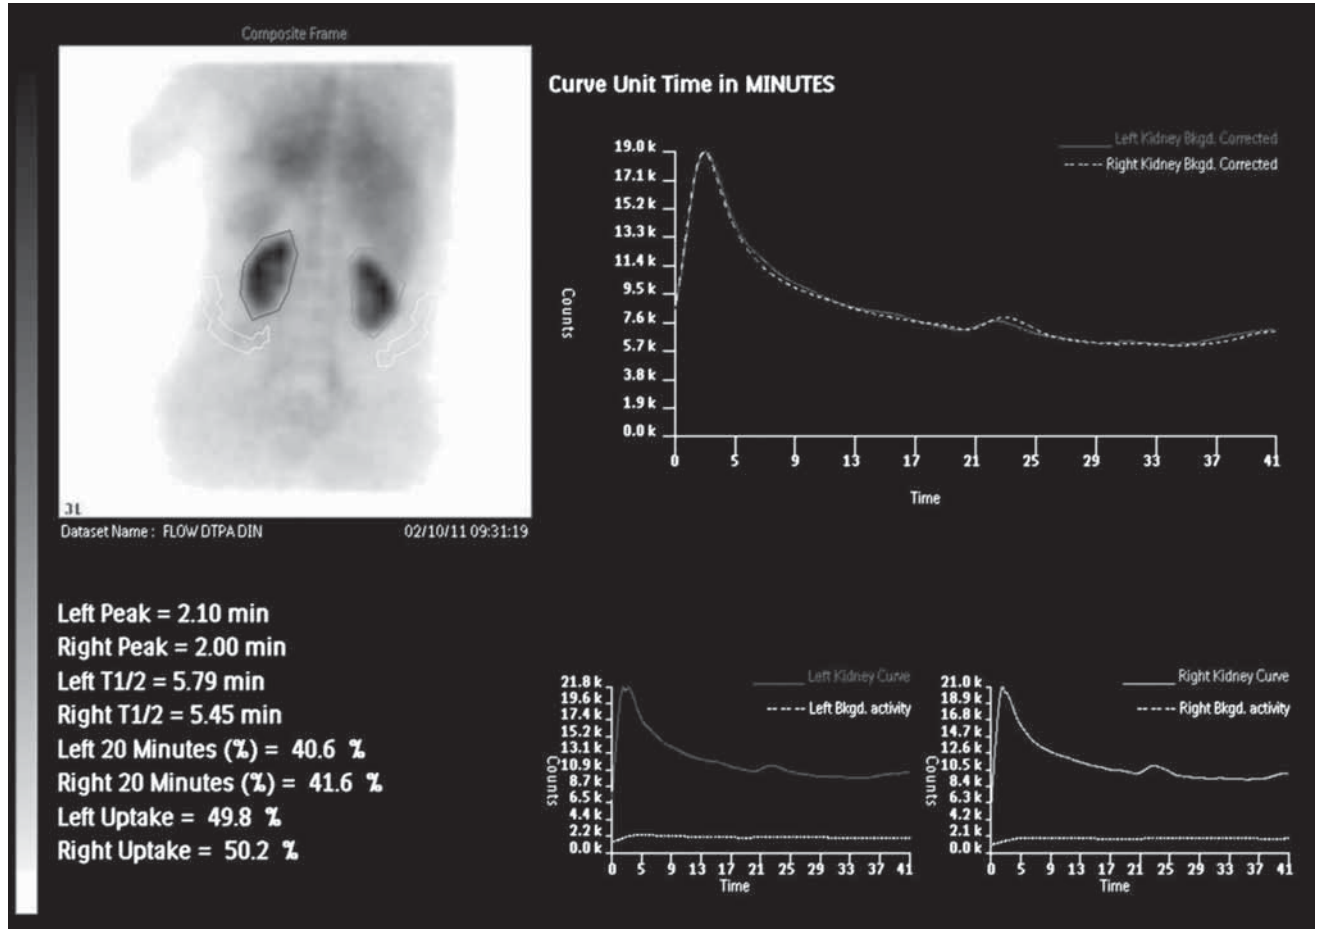 Composite Frame
31
Dataset Name : FLOW DTPA DIN 02/10/11 09:31:19
Curve Unit Time in MINUTES
Left Kidney Bkgd. Corrected
Right Kidney Bkgd. Corrected
19.0 k
17.1 k
15.2 k
13.3 k
11.4 k
9.5 k
7.6 k
5.7 k
3.8 k
1.9 k
0.0 k
Counts
0 5 9 13 17 21 25 29 33 37 41
Time
Left Peak = 2.10 min
Right Peak = 2.00 min
Left T1/2 = 5.79 min
Right T1/2 = 5.45 min
Left 20 Minutes (%) = 40.6 %
Right 20 Minutes (%) = 41.6 %
Left Uptake = 49.8 %
Right Uptake = 50.2 %
Left Kidney Curve
Left Bkgd. activity
21.8 k
19.6 k
17.4 k
15.2 k
13.1 k
10.9 k
8.7 k
6.5 k
4.4 k
2.2 k
0.0 k
Counts
0 5 9 13 17 21 25 29 33 37 41
Time
Right Kidney Curve
Right Bkgd. activity
21.0 k
18.9 k
16.8 k
14.7 k
12.6 k
10.5 k
8.4 k
6.3 k
4.2 k
2.1 k
0.0 k
Counts
0 5 9 13 17 21 25 29 33 37 41
Time